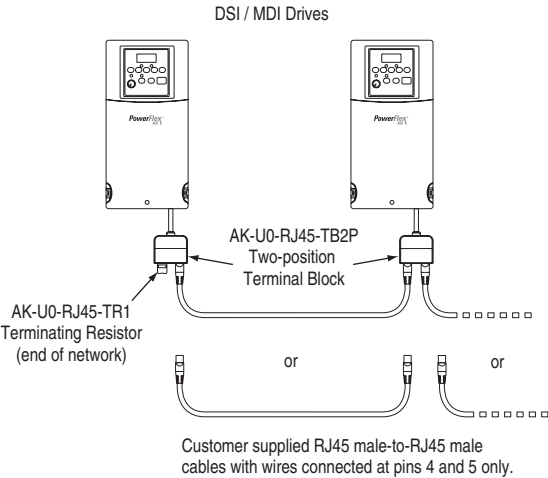 DSI / MDI Drives
PowerFlex
PowerFlex
AK-U0-RJ45-TB2P
Two-position
Terminal Block
AK-U0-RJ45-TR1
Terminating Resistor
(end of network)
or
or
Customer supplied RJ45 male-to-RJ45 male
cables with wires connected at pins 4 and 5 only.